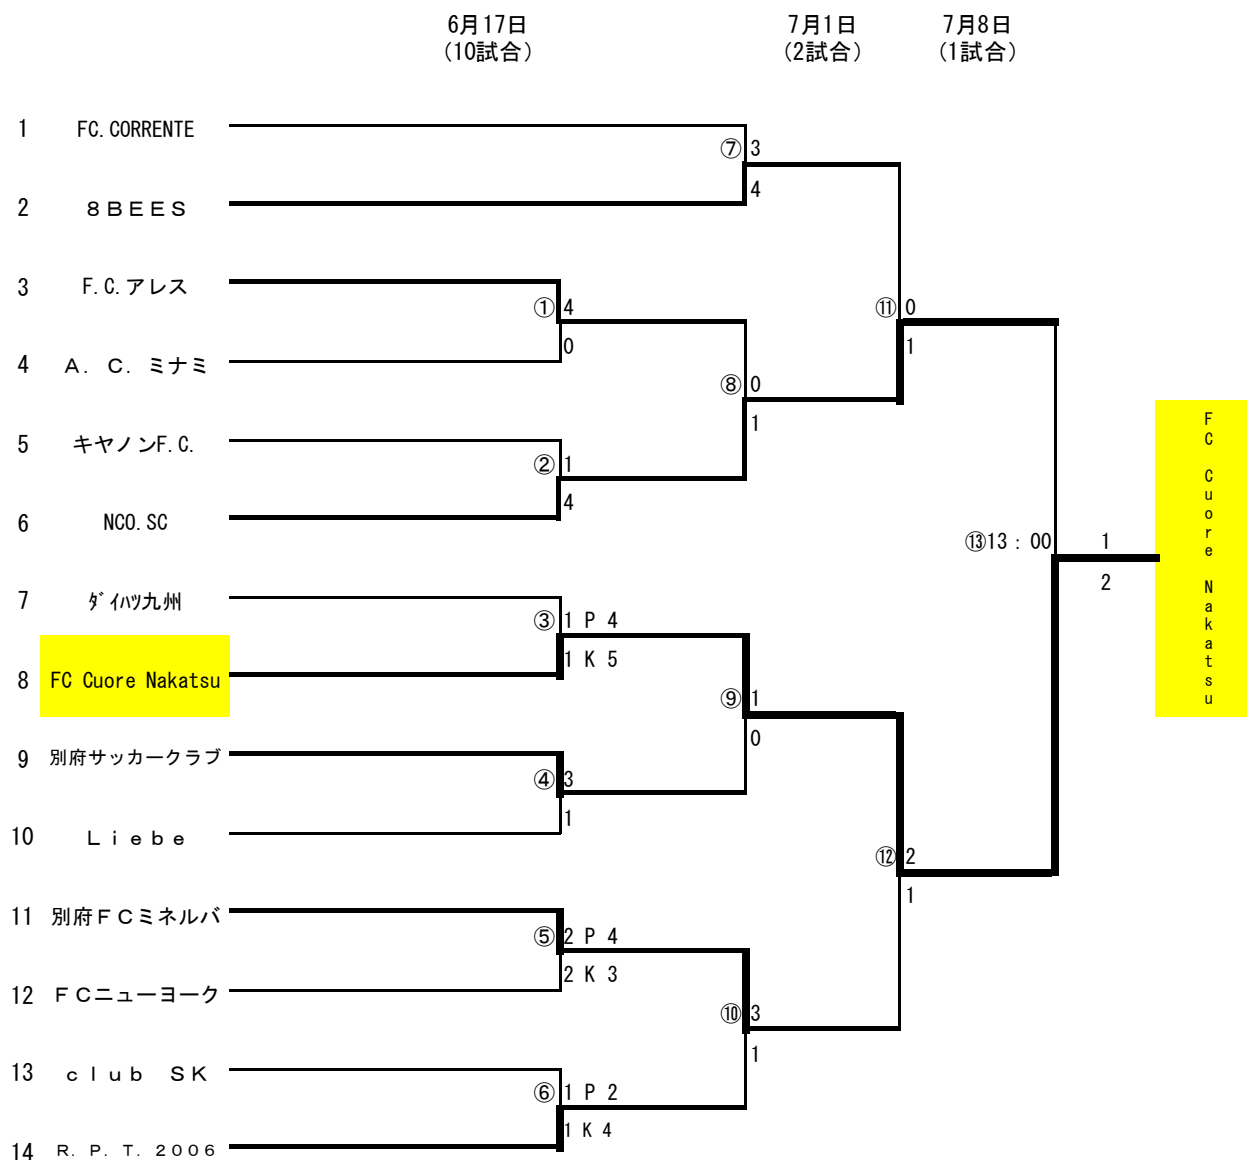 6月17日 7月1日 7月8日
(10試合) (2試合) (1試合)
1 FC.CORRENTE
⑦ 3
2 8BEES 4
3 F.C.アレス
① 4 ⑪ 0
0 1
4 A.C.ミナミ
⑧ 0
5 キヤノンF.C. 1
② 1
4
6 NCO.SC
⑬13:00 1
2
7 ダイハツ九州
③ 1 P 4
1 K 5
8 FC Cuore Nakatsu
⑨ 1
0
9 別府サッカークラブ
④ 3
1
10 Liebe
⑫ 2
1
11 別府FCミネルバ
⑤ 2 P 4
2 K 3
12 FCニューヨーク
⑩ 3
1
13 club SK
⑥ 1 P 2
1 K 4
14 R.P.T.2006
FC Cuore Nakatsu